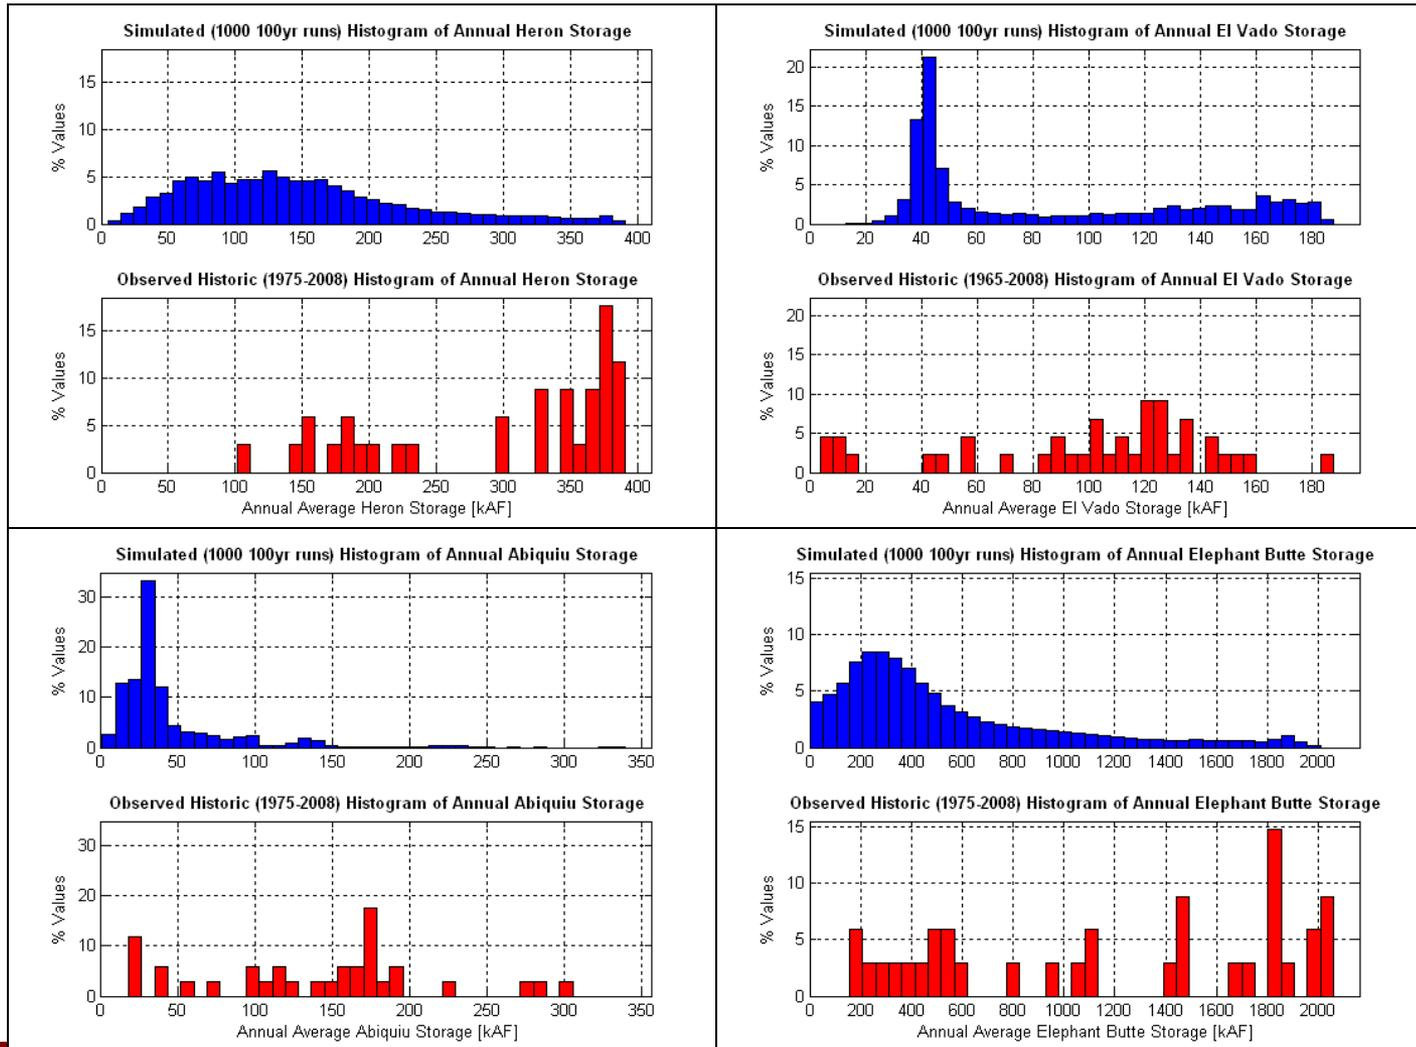 Simulated (1000 100yr runs) Histogram of Annual Heron Storage
% Values
15
10
5
0
0 50 100 150 200 250 300 350 400
Observed Historic (1975-2008) Histogram of Annual Heron Storage
% Values
15
10
5
0
0 50 100 150 200 250 300 350 400
Annual Average Heron Storage [kAF]
Simulated (1000 100yr runs) Histogram of Annual El Vado Storage
% Values
20
15
10
5
0
0 20 40 60 80 100 120 140 160 180
Observed Historic (1965-2008) Histogram of Annual El Vado Storage
% Values
20
15
10
5
0
0 20 40 60 80 100 120 140 160 180
Annual Average El Vado Storage [kAF]
Simulated (1000 100yr runs) Histogram of Annual Abiquiu Storage
% Values
30
20
10
0
0 50 100 150 200 250 300 350
Observed Historic (1975-2008) Histogram of Annual Abiquiu Storage
% Values
30
20
10
0
0 50 100 150 200 250 300 350
Annual Average Abiquiu Storage [kAF]
Simulated (1000 100yr runs) Histogram of Annual Elephant Butte Storage
% Values
15
10
5
0
0 200 400 600 800 1000 1200 1400 1600 1800 2000
Observed Historic (1975-2008) Histogram of Annual Elephant Butte Storage
% Values
15
10
5
0
0 200 400 600 800 1000 1200 1400 1600 1800 2000
Annual Average Elephant Butte Storage [kAF]